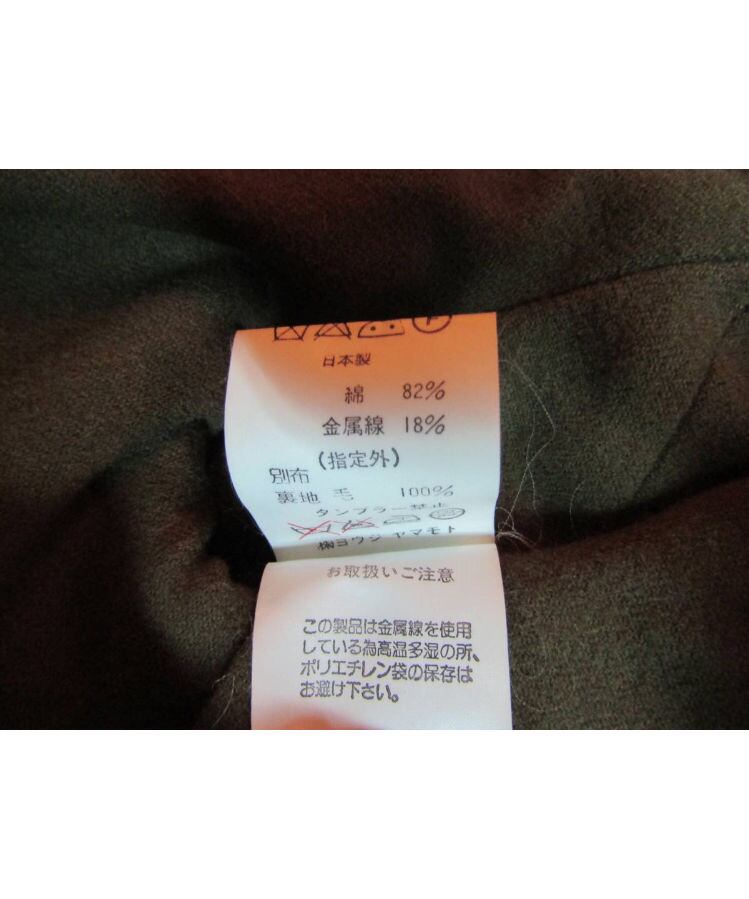 日本製
綿 82%
金属線 18%
(指定外)
別布
裏地 毛 100%
タンブラー禁止
㈱ヨウジ ヤマモト
お取扱いご注意
この製品は金属線を使用
している為高温多湿の所、
ポリエチレン袋の保存は
お避け下さい。